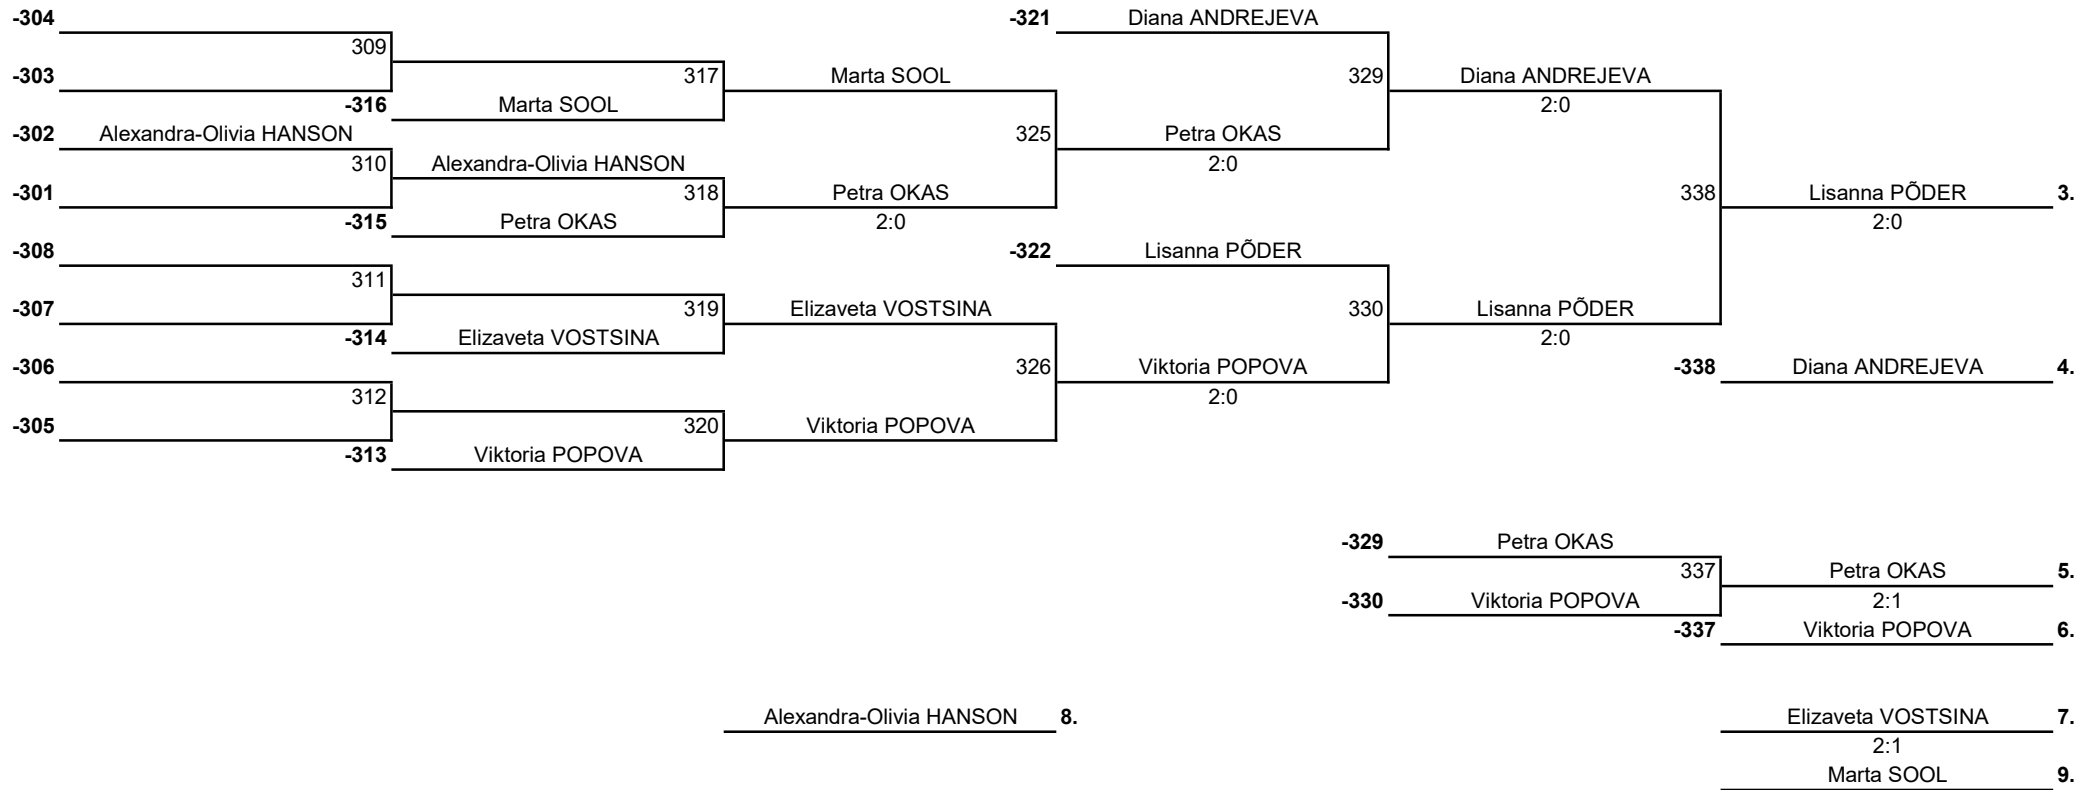 -304
-321 Diana ANDREJEVA
309
-303 317 Marta SOOL 329 Diana ANDREJEVA
-316 Marta SOOL 2:0
-302 Alexandra-Olivia HANSON 325 Petra OKAS
310 Alexandra-Olivia HANSON 2:0
-301 318 Petra OKAS 338 Lisanna PÕDER 3.
-315 Petra OKAS 2:0 2:0
-308 -322 Lisanna PÕDER
311
-307 319 Elizaveta VOSTSINA 330 Lisanna PÕDER
-314 Elizaveta VOSTSINA 2:0
-306 326 Viktoria POPOVA -338 Diana ANDREJEVA 4.
312 2:0
-305 320 Viktoria POPOVA
-313 Viktoria POPOVA
-329 Petra OKAS
337 Petra OKAS 5.
-330 Viktoria POPOVA 2:1
-337 Viktoria POPOVA 6.
Alexandra-Olivia HANSON 8. Elizaveta VOSTSINA 7.
2:1
Marta SOOL 9.